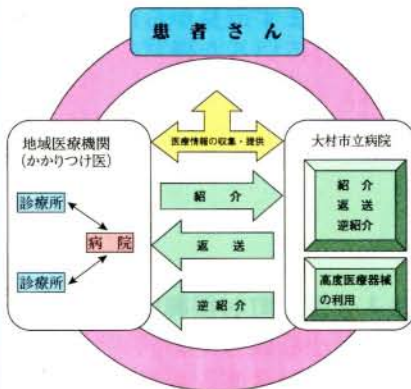 患者さん
医療情報の収集・提供
地域医療機関
(かかりつけ医)
診療所
病院
診療所
紹介
返送
逆紹介
大村市立病院
紹介
返送
逆紹介
高度医療器械
の利用